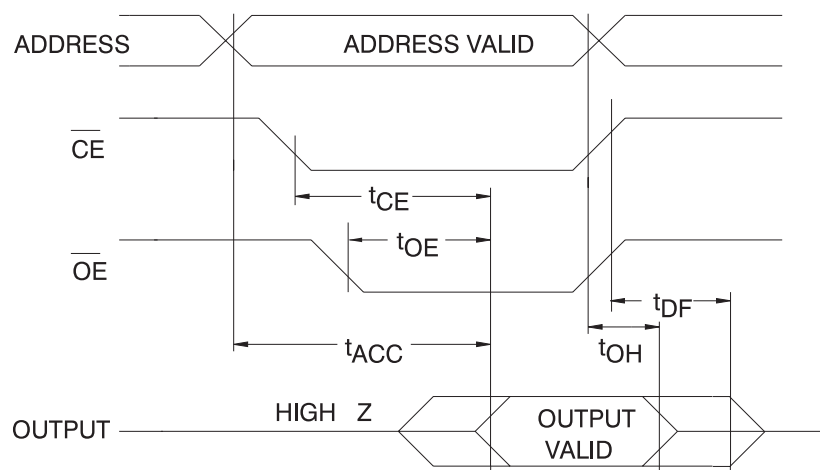 ADDRESS
ADDRESS VALID
CE
tCE
OE
tOE
tDF
tACC
tOH
OUTPUT
HIGH Z
OUTPUT
VALID